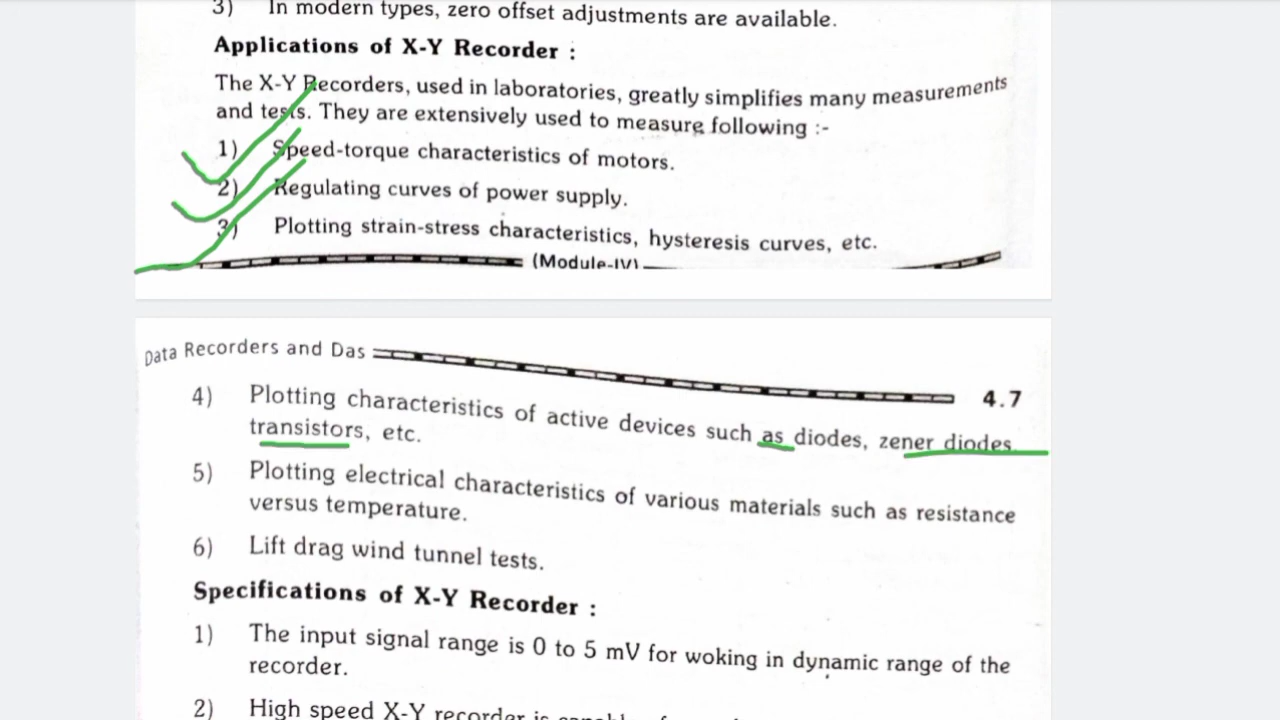 3) In modern types, zero offset adjustments are available.
Applications of X-Y Recorder :
The X-Y Recorders, used in laboratories, greatly simplifies many measurements
and tests. They are extensively used to measure following :-
1) Speed-torque characteristics of motors.
2) Regulating curves of power supply.
3) Plotting strain-stress characteristics, hysteresis curves, etc.
(Module-IV)
Data Recorders and Das 4.7
4) Plotting characteristics of active devices such as diodes, zener diodes
transistors, etc.
5) Plotting electrical characteristics of various materials such as resistance
versus temperature.
6) Lift drag wind tunnel tests.
Specifications of X-Y Recorder :
1) The input signal range is 0 to 5 mV for woking in dynamic range of the
recorder.
2) High speed X-Y recorder is